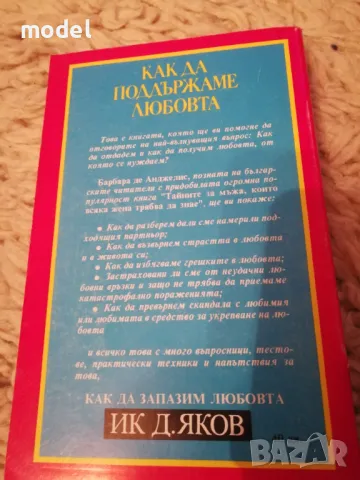 model
КАК ДА
ПОДДЪРЖАМЕ
ЛЮБОВТА
Това е книгата, която ще ви помогне да
отговорите на най-вълнуващия въпрос: Как
да отдадем и как да получим любовта, от
която се нуждаем?
Барбара де Анджелис, позната на българ-
ските читатели с придобилата огромна по-
пулярност книга "Тайните за мъжа, които
всяка жена трябва да знае", ще ви покаже:
• Как да разберем дали сме намерили под-
ходящия партньор;
• Как да възвърнем страстта в любовта
и в живота си;
• Как да избягваме грешките в любовта;
• Застраховани ли сме от неудачни лю-
бовни връзки и защо не трябва да приемаме
катастрофално пораженията;
• Как да превърнем скандала с любимия
или любимата в средство за укрепване на лю-
бовта
и всичко това с много въпросници, тесто-
ве, практически техники и напътствия за
това,
КАК ДА ЗАПАЗИМ ЛЮБОВТА
ИК Д.ЯКОВ
BAZAR